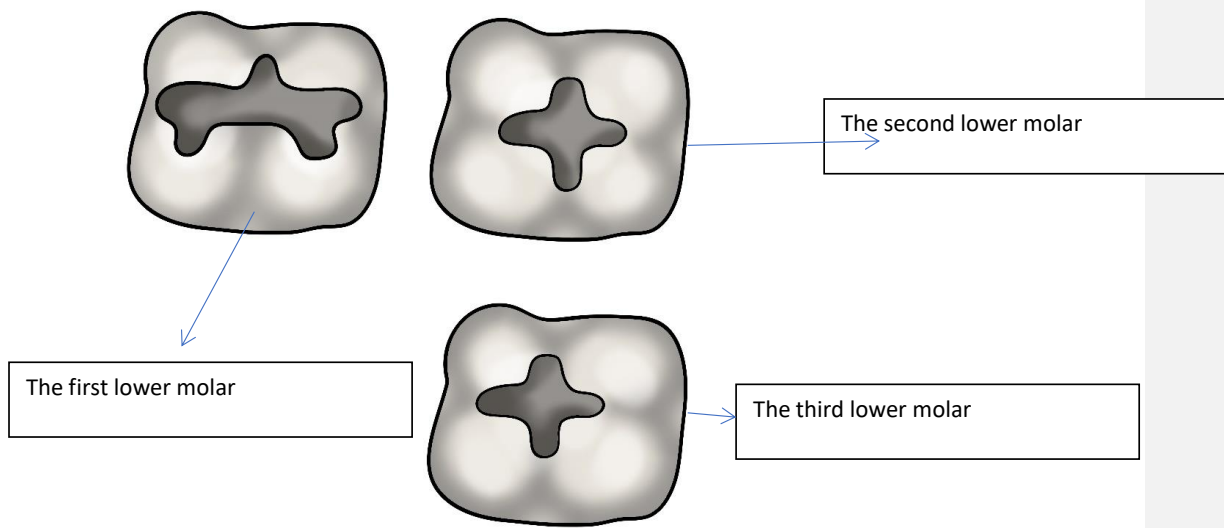 The second lower molar
The first lower molar
The third lower molar